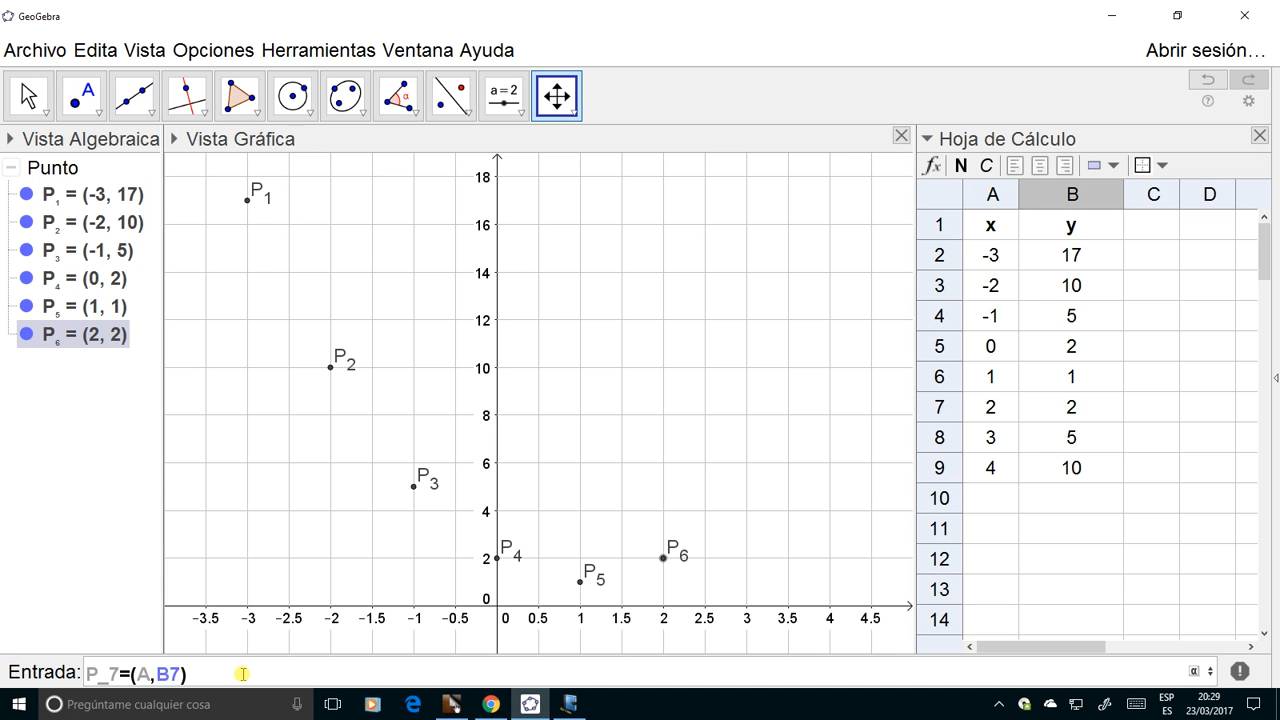 GeoGebra
Archivo Edita Vista Opciones Herramientas Ventana Ayuda
Abrir sesión…
A
α
a = 2
Vista Algebraica
Vista Gráfica
Hoja de Cálculo
fx N C
Punto
P1 = (-3, 17)
P2 = (-2, 10)
P3 = (-1, 5)
P4 = (0, 2)
P5 = (1, 1)
P6 = (2, 2)
18
16
14
12
10
8
6
4
2
0
P1
P2
P3
P4
P5
P6
−3.5 −3 −2.5 −2 −1.5 −1 −0.5 0 0.5 1 1.5 2 2.5 3 3.5 4 4.5
A B C D
1 x y
2 -3 17
3 -2 10
4 -1 5
5 0 2
6 1 1
7 2 2
8 3 5
9 4 10
10
11
12
13
14
Entrada: P_7=(A,B7)
α
Pregúntame cualquier cosa
ESP
ES
20:29
23/03/2017